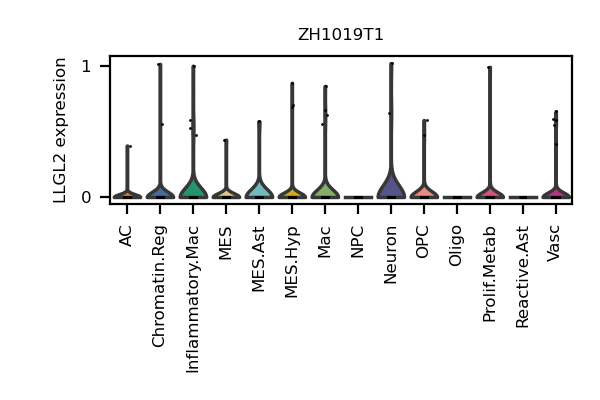 ZH1019T1
LLGL2 expression
1
0
AC
Chromatin.Reg
Inflammatory.Mac
MES
MES.Ast
MES.Hyp
Mac
NPC
Neuron
OPC
Oligo
Prolif.Metab
Reactive.Ast
Vasc